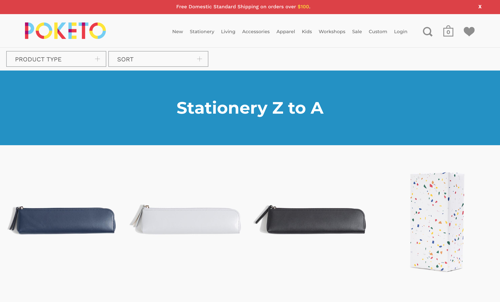 Free Domestic Standard Shipping on orders over $100.
X
POKETO
New Stationery Living Accessories Apparel Kids Workshops Sale Custom Login
0
PRODUCT TYPE +
SORT +
Stationery Z to A